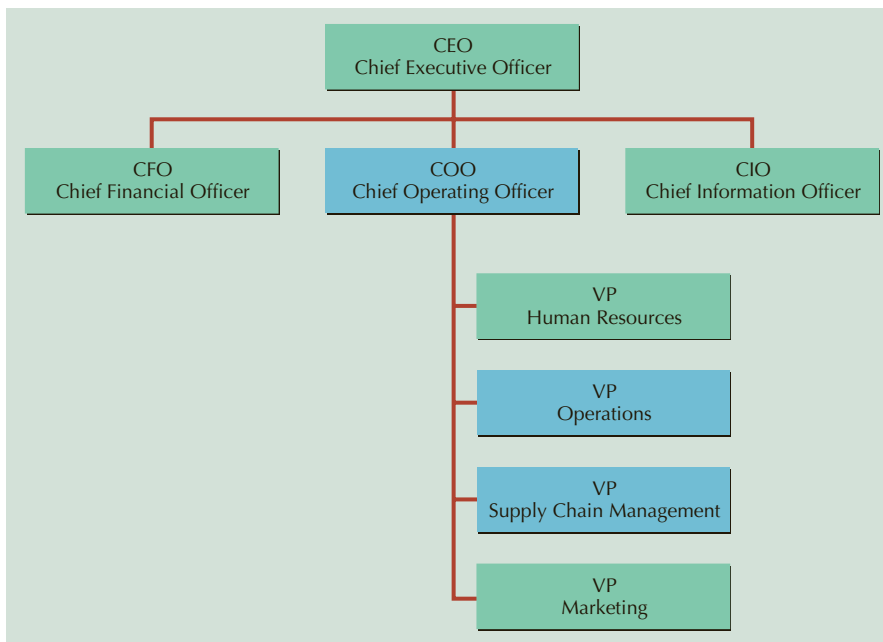 CEO
Chief Executive Officer
CFO
Chief Financial Officer
COO
Chief Operating Officer
CIO
Chief Information Officer
VP
Human Resources
VP
Operations
VP
Supply Chain Management
VP
Marketing